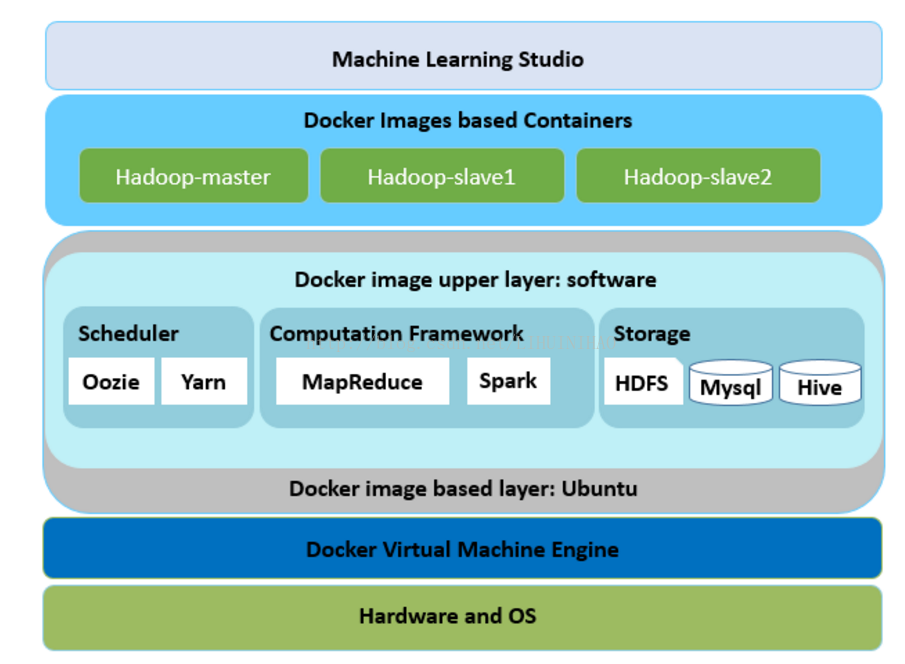 Machine Learning Studio
Docker Images based Containers
Hadoop-master
Hadoop-slave1
Hadoop-slave2
Docker image upper layer: software
Scheduler
Oozie
Yarn
Computation Framework
MapReduce
Spark
Storage
HDFS
Mysql
Hive
Docker image based layer: Ubuntu
Docker Virtual Machine Engine
Hardware and OS